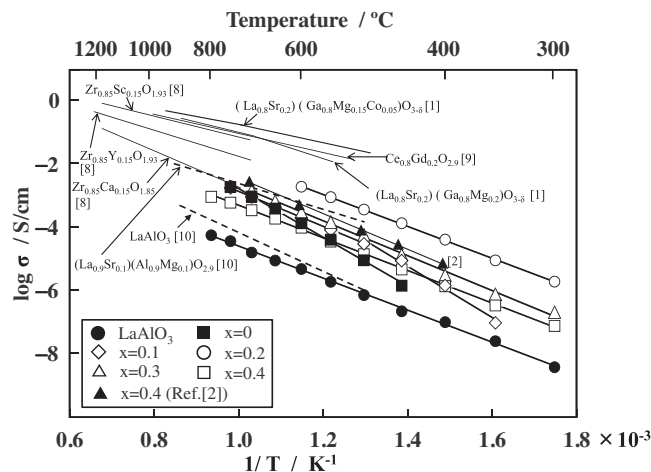 Temperature / ºC
1200 1000 800 600 400 300
Zr0.85Sc0.15O1.93 [8]
(La0.8Sr0.2) (Ga0.8Mg0.15Co0.05)O3-δ [1]
Ce0.8Gd0.2O2.9 [9]
Zr0.85Y0.15O1.93
[8]
(La0.8Sr0.2) (Ga0.8Mg0.2)O3-δ [1]
Zr0.85Ca0.15O1.85
[8]
LaAlO3 [10]
(La0.9Sr0.1)(Al0.9Mg0.1)O2.9 [10]
[2]
log σ / S/cm
0
-2
-4
-6
-8
LaAlO3 x=0
x=0.1 x=0.2
x=0.3 x=0.4
x=0.4 (Ref.[2])
0.6 0.8 1.0 1.2 1.4 1.6 1.8 × 10-3
1/ T / K-1